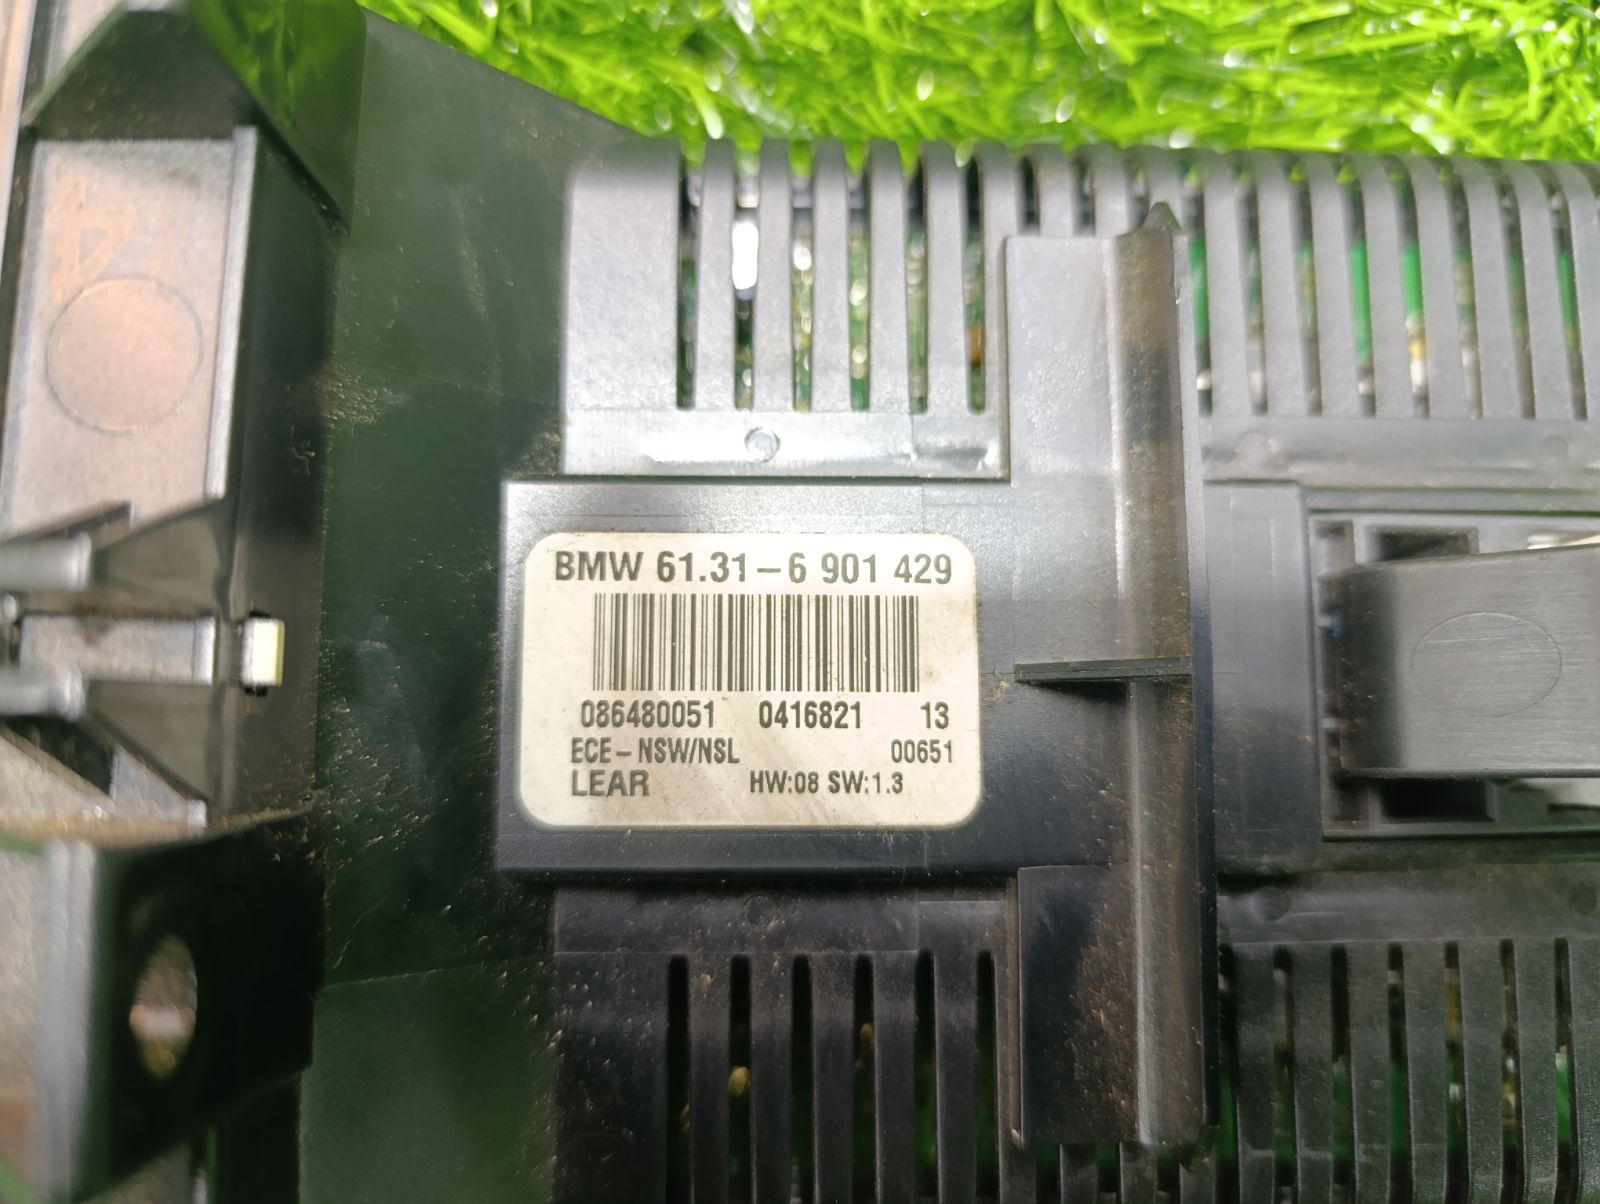 BMW 61.31-6 901 429
086480051 0416821 13
ECE-NSW/NSL 00651
LEAR HW:08 SW:1.3